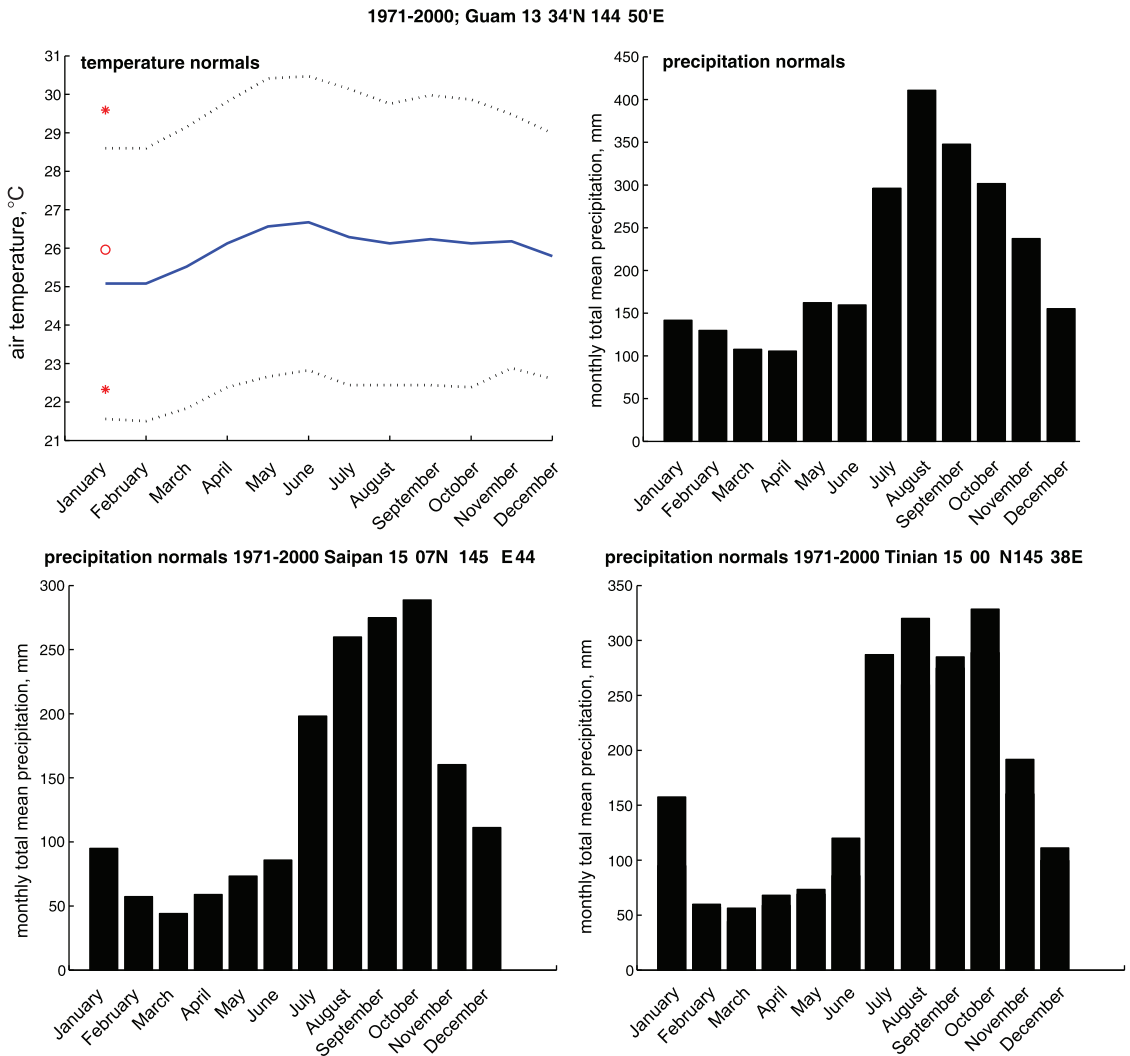 1971-2000; Guam 13 34'N 144 50'E
temperature normals
air temperature, °C
31
30
29
28
27
26
25
24
23
22
21
January
February
March
April
May
June
July
August
September
October
November
December
precipitation normals
monthly total mean precipitation, mm
450
400
350
300
250
200
150
100
50
0
January
February
March
April
May
June
July
August
September
October
November
December
precipitation normals 1971-2000 Saipan 15 07N 145 E44
monthly total mean precipitation, mm
300
250
200
150
100
50
0
January
February
March
April
May
June
July
August
September
October
November
December
precipitation normals 1971-2000 Tinian 15 00 N145 38E
monthly total mean precipitation, mm
350
300
350
200
150
100
50
0
January
February
March
April
May
June
July
August
September
October
November
December